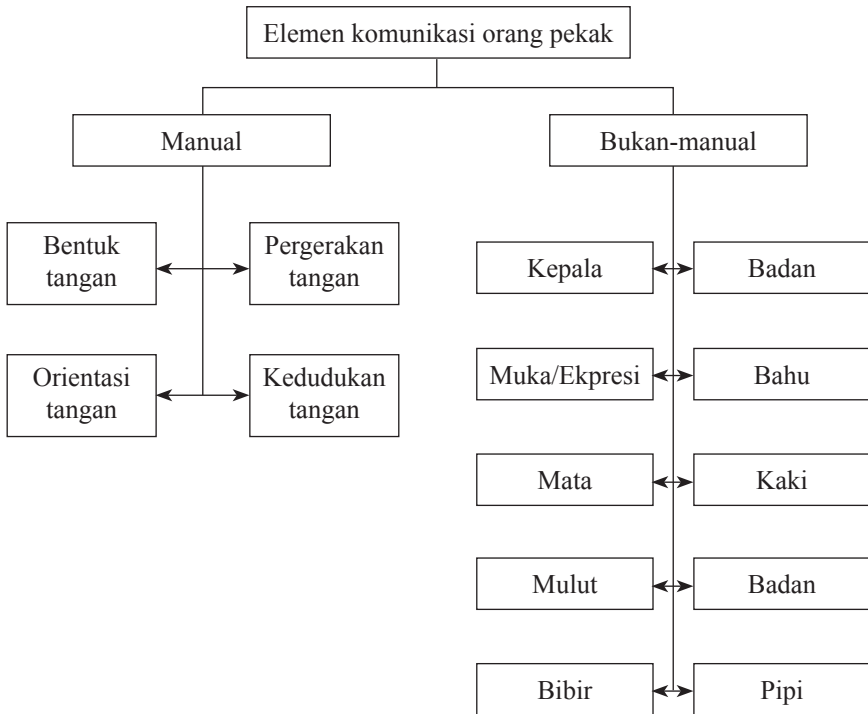 Elemen komunikasi orang pekak
Manual
Bukan-manual
Bentuk
tangan
Pergerakan
tangan
Orientasi
tangan
Kedudukan
tangan
Kepala
Badan
Muka/Ekpresi
Bahu
Mata
Kaki
Mulut
Badan
Bibir
Pipi